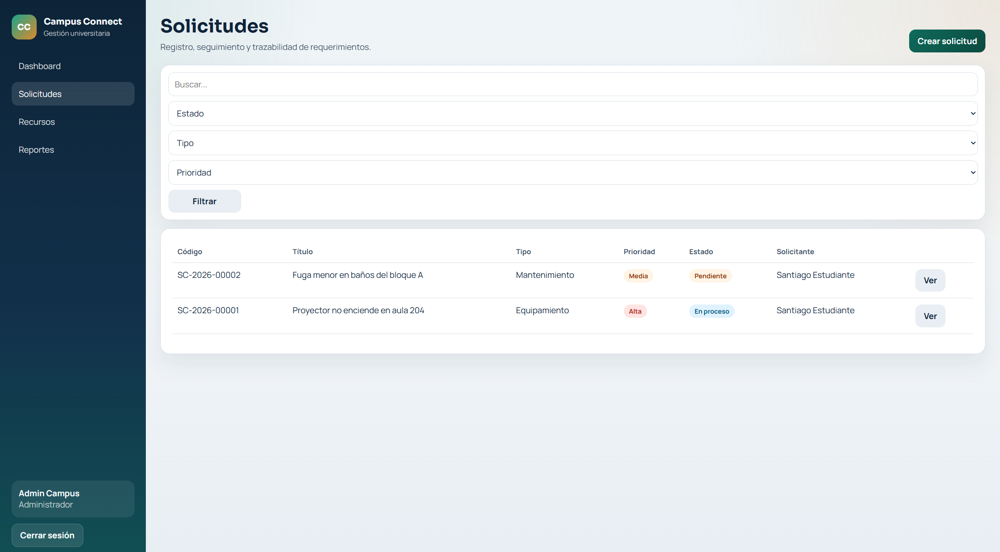 CC
Campus Connect
Gestión universitaria
Dashboard
Solicitudes
Recursos
Reportes
Admin Campus
Administrador
Cerrar sesión
Solicitudes
Registro, seguimiento y trazabilidad de requerimientos.
Crear solicitud
Buscar...
Estado
Tipo
Prioridad
Filtrar
Código Título Tipo Prioridad Estado Solicitante
SC-2026-00002 Fuga menor en baños del bloque A Mantenimiento Media Pendiente Santiago Estudiante Ver
SC-2026-00001 Proyector no enciende en aula 204 Equipamiento Alta En proceso Santiago Estudiante Ver